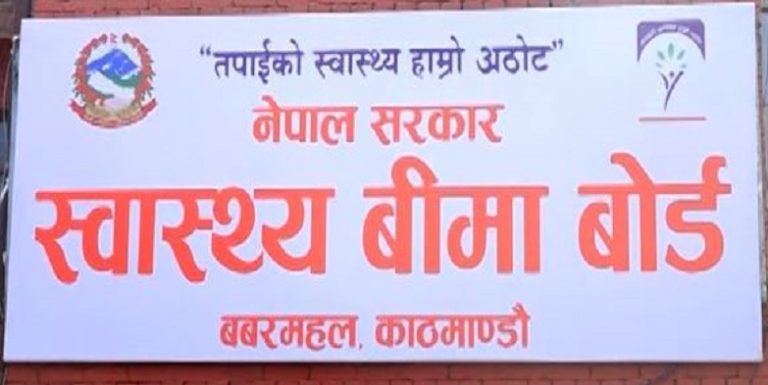 “तपाईको स्वास्थ्य हाम्रो अठोट”
नेपाल सरकार
स्वास्थ्य बीमा बोर्ड
बबरमहल, काठमाण्डौ